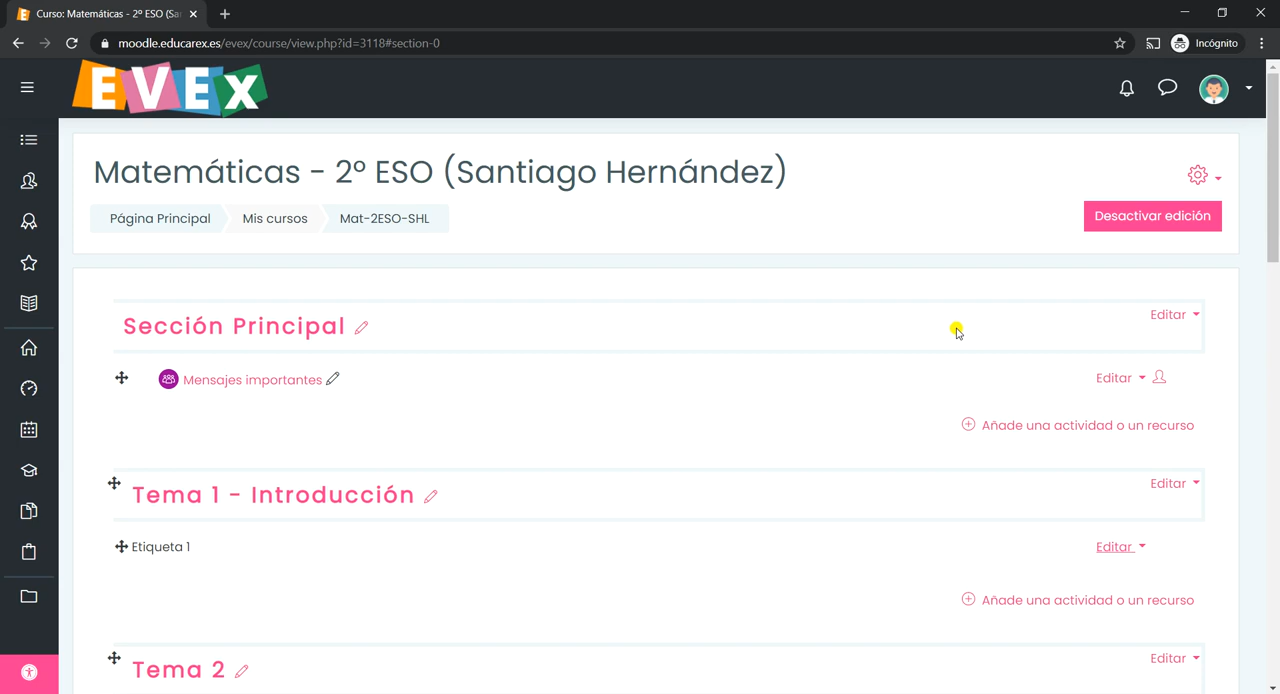 Curso: Matemáticas - 2º ESO (Sa
moodle.educarex.es/evex/course/view.php?id=3118#section-0
Incógnito
EVEX
Matemáticas - 2º ESO (Santiago Hernández)
Página Principal
Mis cursos
Mat-2ESO-SHL
Desactivar edición
Sección Principal
Editar
Mensajes importantes
Editar
Añade una actividad o un recurso
Tema 1 - Introducción
Editar
Etiqueta 1
Editar
Añade una actividad o un recurso
Tema 2
Editar